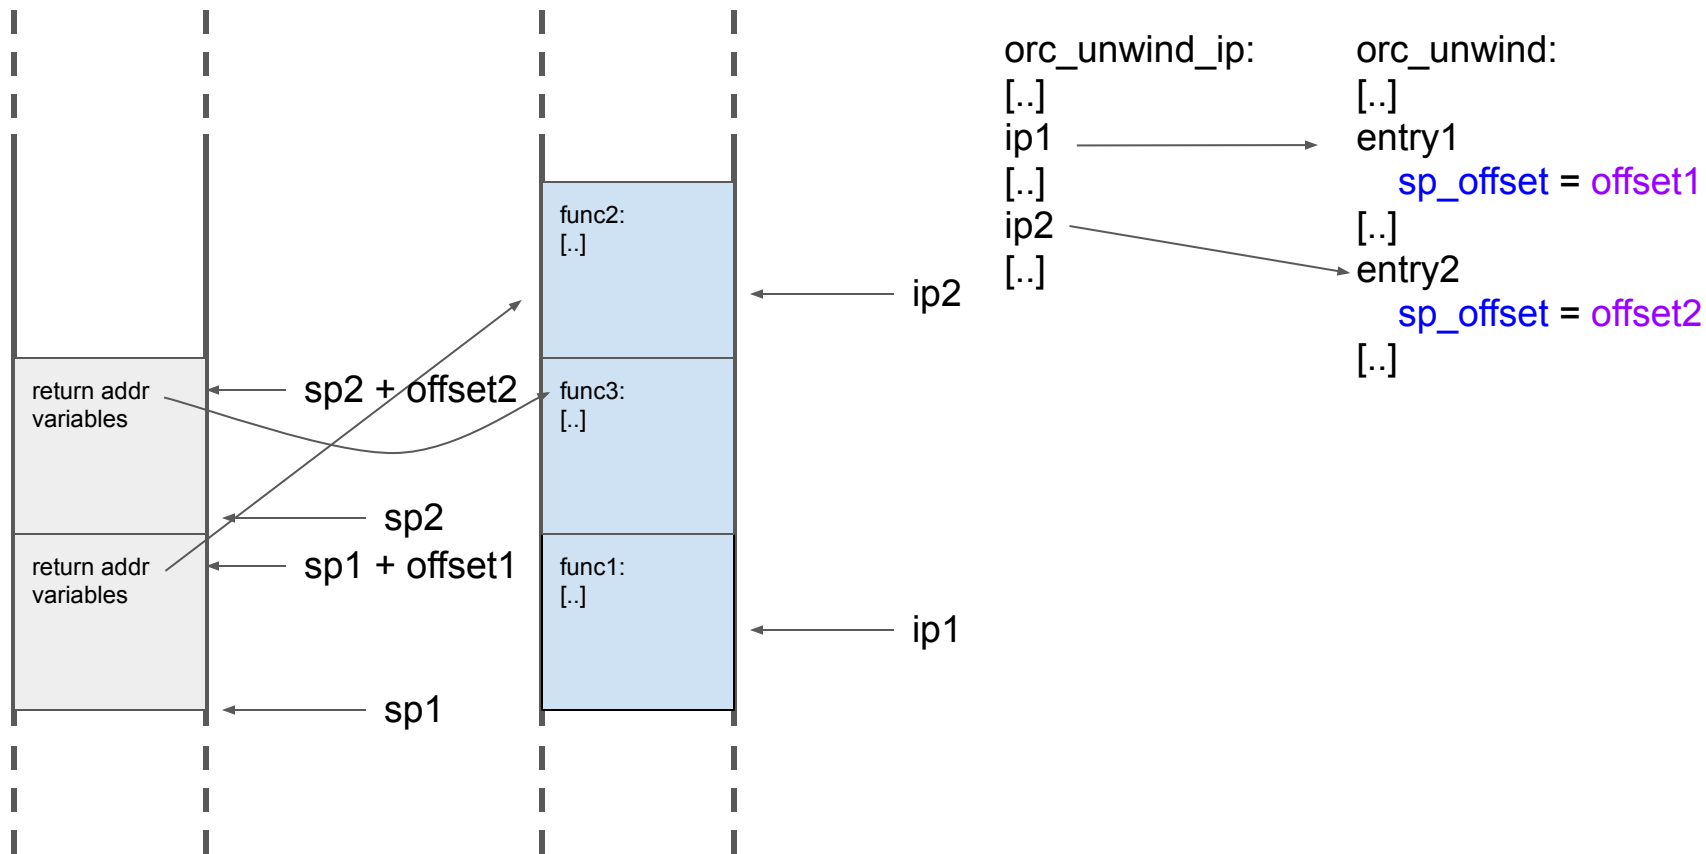 return addr
variables
return addr
variables
sp2 + offset2
sp2
sp1 + offset1
sp1
func2:
[..]
func3:
[..]
func1:
[..]
ip2
ip1
orc_unwind_ip:
[..]
ip1
[..]
ip2
[..]
orc_unwind:
[..]
entry1
sp_offset = offset1
[..]
entry2
sp_offset = offset2
[..]